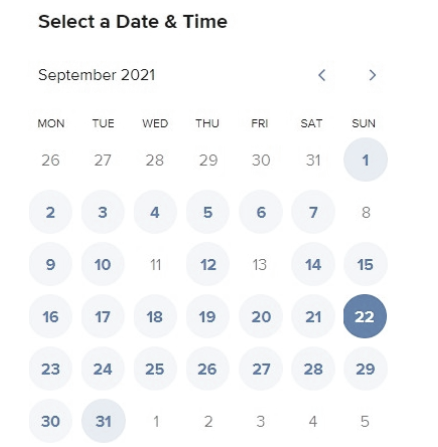 Select a Date & Time
September 2021
MON TUE WED THU FRI SAT SUN
26 27 28 29 30 31 1
2 3 4 5 6 7 8
9 10 11 12 13 14 15
16 17 18 19 20 21 22
23 24 25 26 27 28 29
30 31 1 2 3 4 5